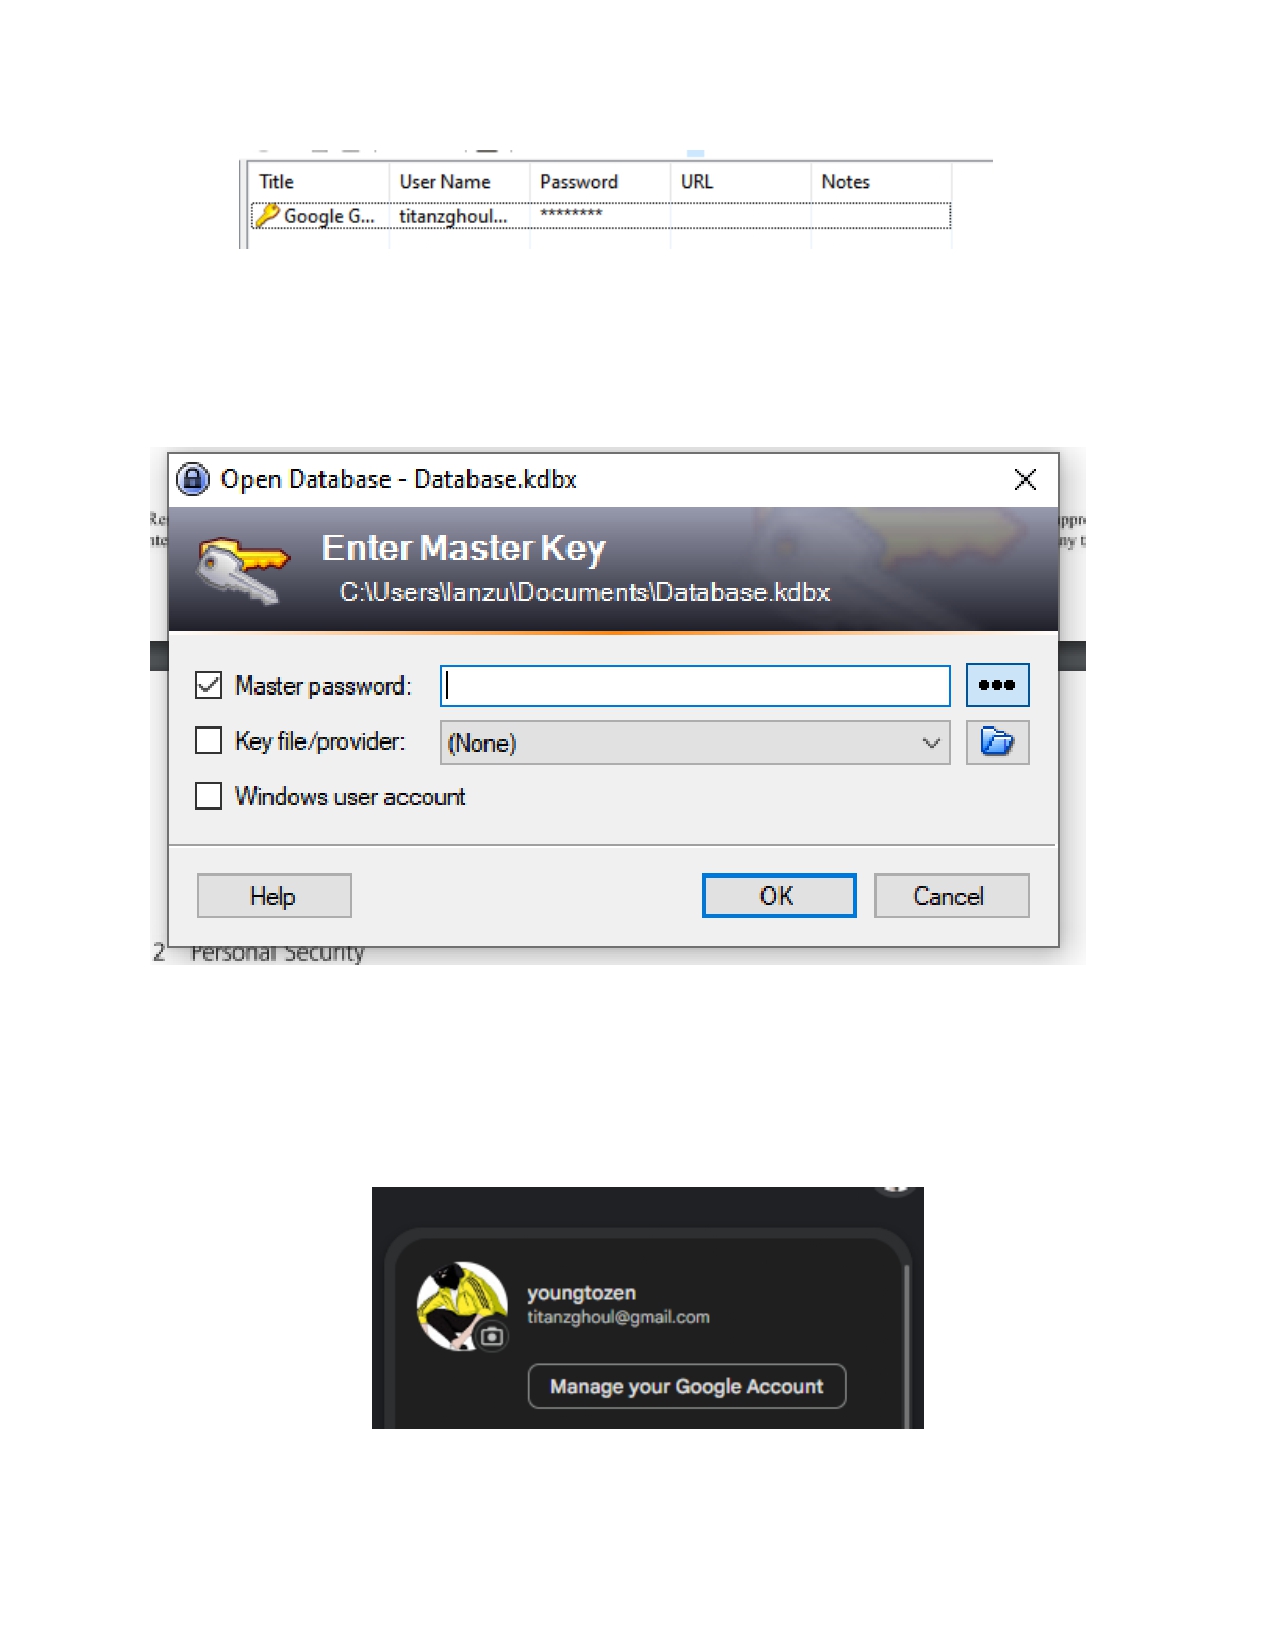 Title User Name Password URL Notes
Google G... titanzghoul... ********
Open Database - Database.kdbx
Enter Master Key
C:\Users\lanzu\Documents\Database.kdbx
Master password:
Key file/provider: (None)
Windows user account
Help OK Cancel
2 Personal Security
youngtozen
titanzghoul@gmail.com
Manage your Google Account